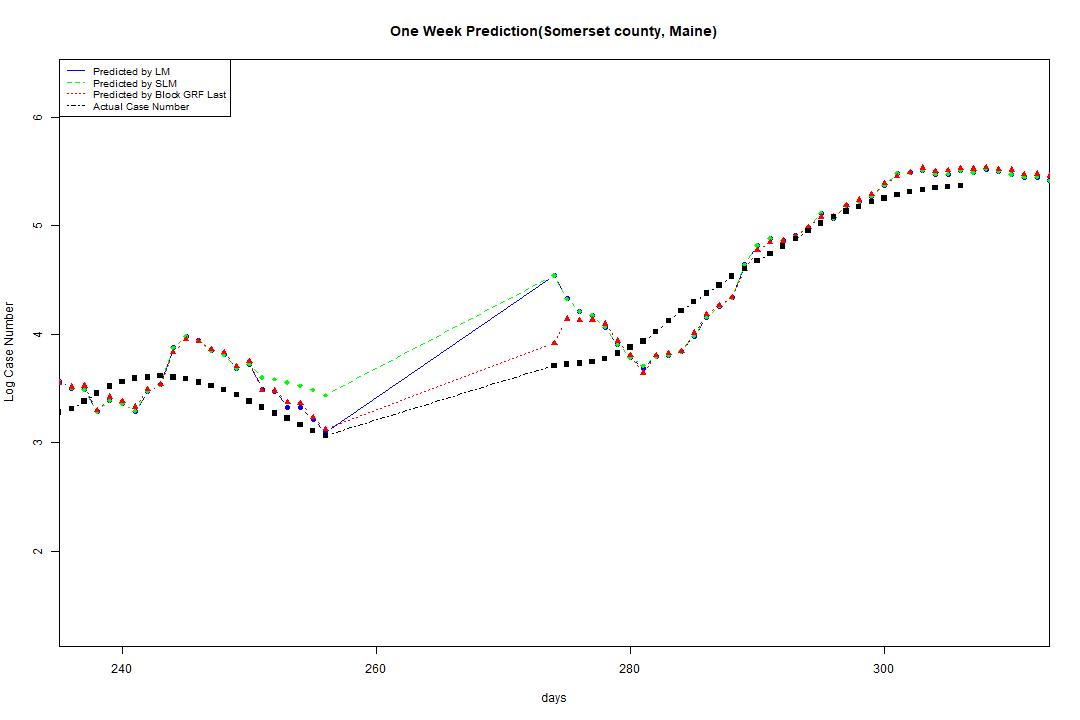 One Week Prediction(Somerset county, Maine)
Predicted by LM
Predicted by SLM
Predicted by Block GRF Last
Actual Case Number
Log Case Number
6
5
4
3
2
240 260 280 300
days